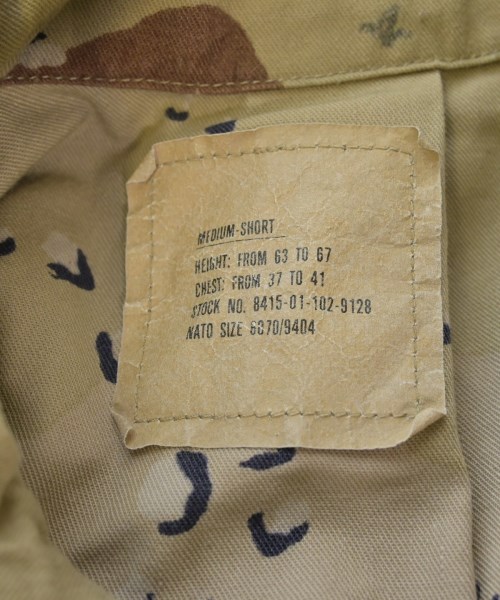 MEDIUM-SHORT
HEIGHT: FROM 63 TO 67
CHEST: FROM 37 TO 41
STOCK NO. 8415-01-102-9128
NATO SIZE 6070/9404